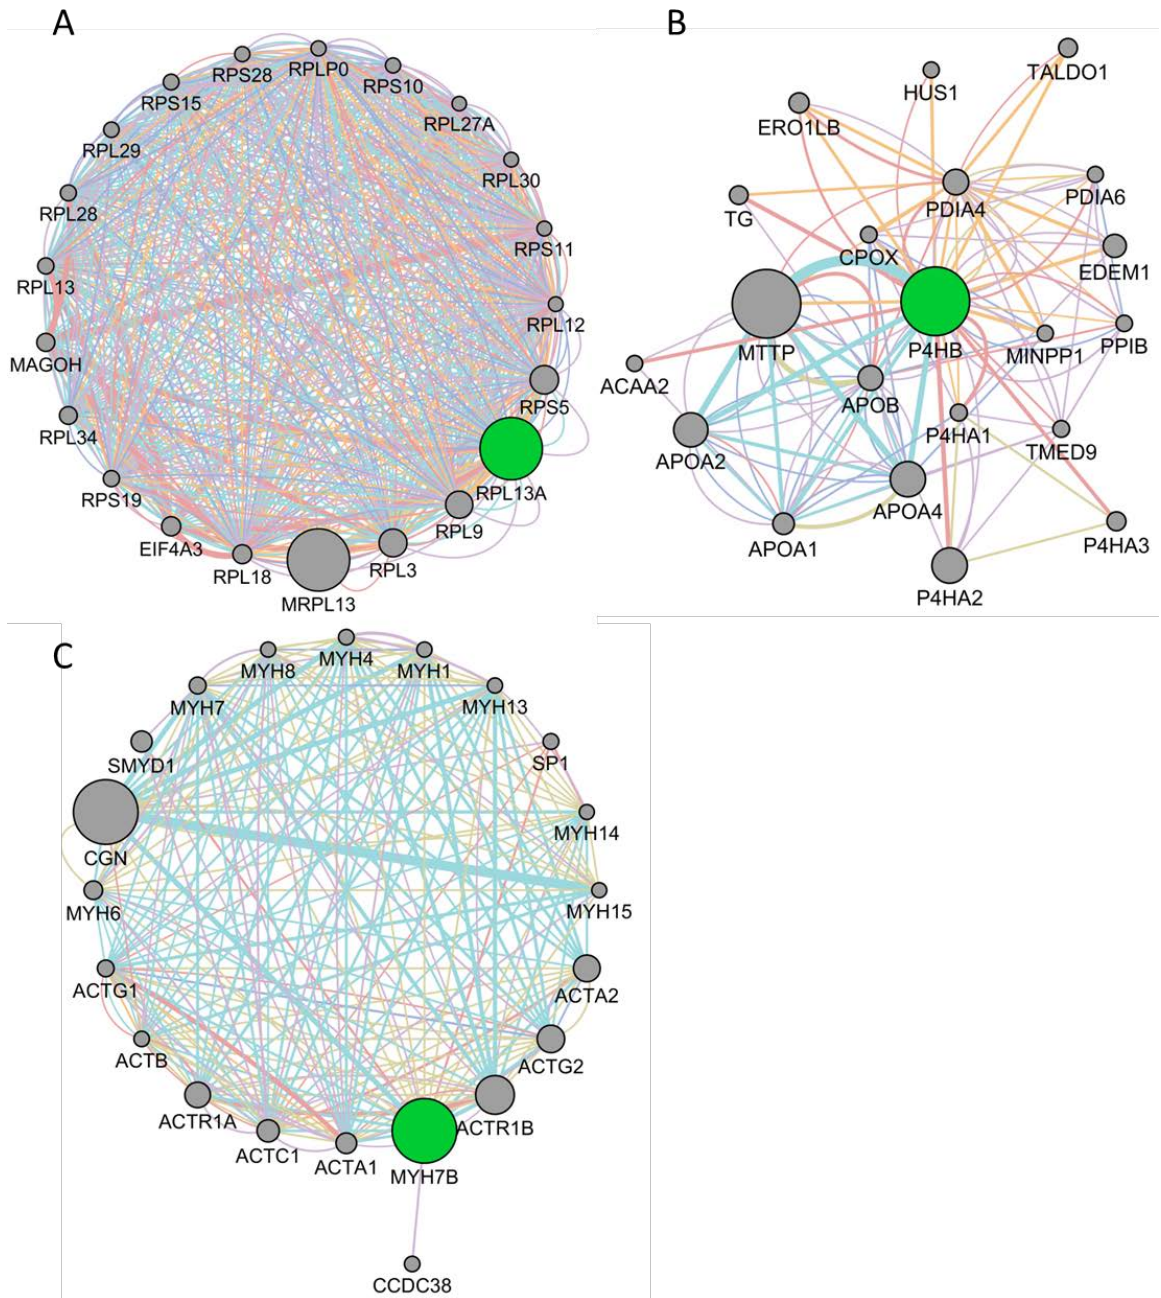 A
B
RPS28
RPLP0
RPS10
RPS15
RPL27A
RPL29
RPL30
RPL28
RPS11
RPL13
RPL12
MAGOH
RPS5
RPL34
RPL13A
RPS19
RPL9
EIF4A3
RPL18
RPL3
MRPL13
TALDO1
HUS1
ERO1LB
PDIA6
PDIA4
TG
CPOX
EDEM1
MTTP
P4HB
MINPP1
PPIB
ACAA2
APOB
P4HA1
TMED9
APOA2
APOA4
APOA1
P4HA3
P4HA2
C
MYH8
MYH4
MYH1
MYH7
MYH13
SMYD1
SP1
CGN
MYH14
MYH6
MYH15
ACTG1
ACTA2
ACTB
ACTG2
ACTR1A
ACTR1B
ACTC1
ACTA1
MYH7B
CCDC38